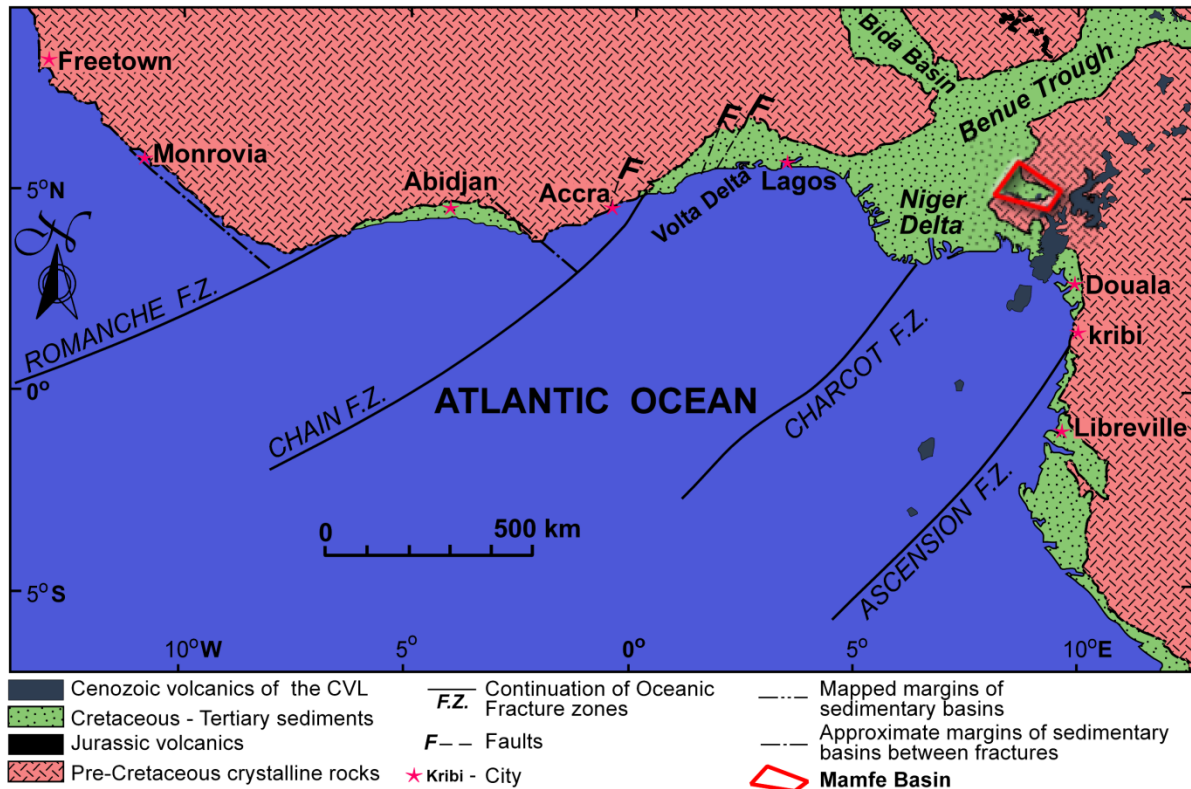 Freetown
Monrovia
Abidjan
Accra
F
F
F
Volta Delta
Lagos
Bida Basin
Benue Trough
Niger
Delta
Douala
kribi
Libreville
5°N
0°
5°S
N
ROMANCHE F.Z.
CHAIN F.Z.
CHARCOT F.Z.
ASCENSION F.Z.
ATLANTIC OCEAN
0 500 km
10°W 5° 0° 5° 10°E
Cenozoic volcanics of the CVL
Cretaceous - Tertiary sediments
Jurassic volcanics
Pre-Cretaceous crystalline rocks
F.Z. Continuation of Oceanic
Fracture zones
F Faults
Kribi - City
Mapped margins of
sedimentary basins
Approximate margins of sedimentary
basins between fractures
Mamfe Basin